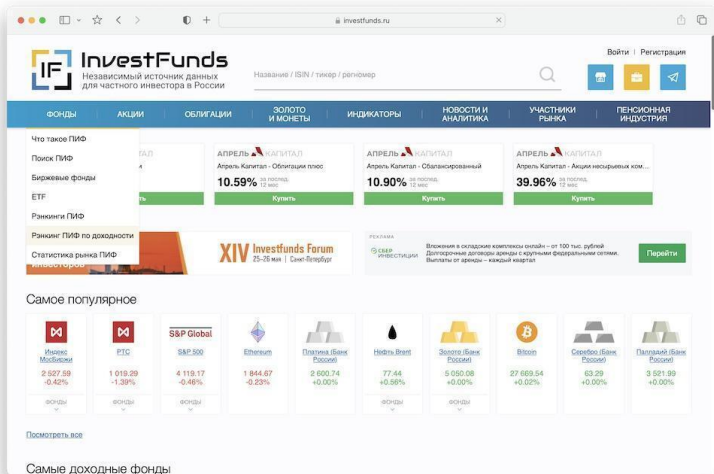 investfunds.ru
IF InvestFunds
Независимый источник данных
для частного инвестора в России
Название / ISIN / тикер / регномер
Войти | Регистрация
ФОНДЫ АКЦИИ ОБЛИГАЦИИ ЗОЛОТО И МОНЕТЫ ИНДИКАТОРЫ НОВОСТИ И АНАЛИТИКА УЧАСТНИКИ РЫНКА ПЕНСИОННАЯ ИНДУСТРИЯ
Что такое ПИФ
Поиск ПИФ
Биржевые фонды
ETF
Рэнкинги ПИФ
Рэнкинг ПИФ по доходности
Статистика рынка ПИФ
АПРЕЛЬ КАПИТАЛ
Апрель Капитал - Облигации плюс
10.59% за послед. 12 мес
Купить
АПРЕЛЬ КАПИТАЛ
Апрель Капитал - Сбалансированный
10.90% за послед. 12 мес
Купить
АПРЕЛЬ КАПИТАЛ
Апрель Капитал - Акции несырьевых ком...
39.96% за послед. 12 мес
Купить
XIV Investfunds Forum
25–26 мая | Санкт-Петербург
РЕКЛАМА
СБЕР ИНВЕСТИЦИИ
Вложения в складские комплексы онлайн – от 100 тыс. рублей
Долгосрочные договоры аренды с крупными федеральными сетями.
Выплаты от аренды – каждый квартал
Перейти
Самое популярное
S&P Global
Индекс МосБиржи РТС S&P 500 Ethereum Платина (Банк России) Нефть Brent Золото (Банк России) Bitcoin Серебро (Банк России) Палладий (Банк России)
2 527.59 1 019.29 4 119.17 1 844.67 2 600.74 77.44 5 050.08 27 669.54 63.29 3 521.99
-0.42% -1.39% -0.46% -0.23% +0.00% +0.56% +0.00% +0.02% +0.00% +0.00%
ФОНДЫ ФОНДЫ ФОНДЫ ФОНДЫ ФОНДЫ
Посмотреть все
Самые доходные фонды